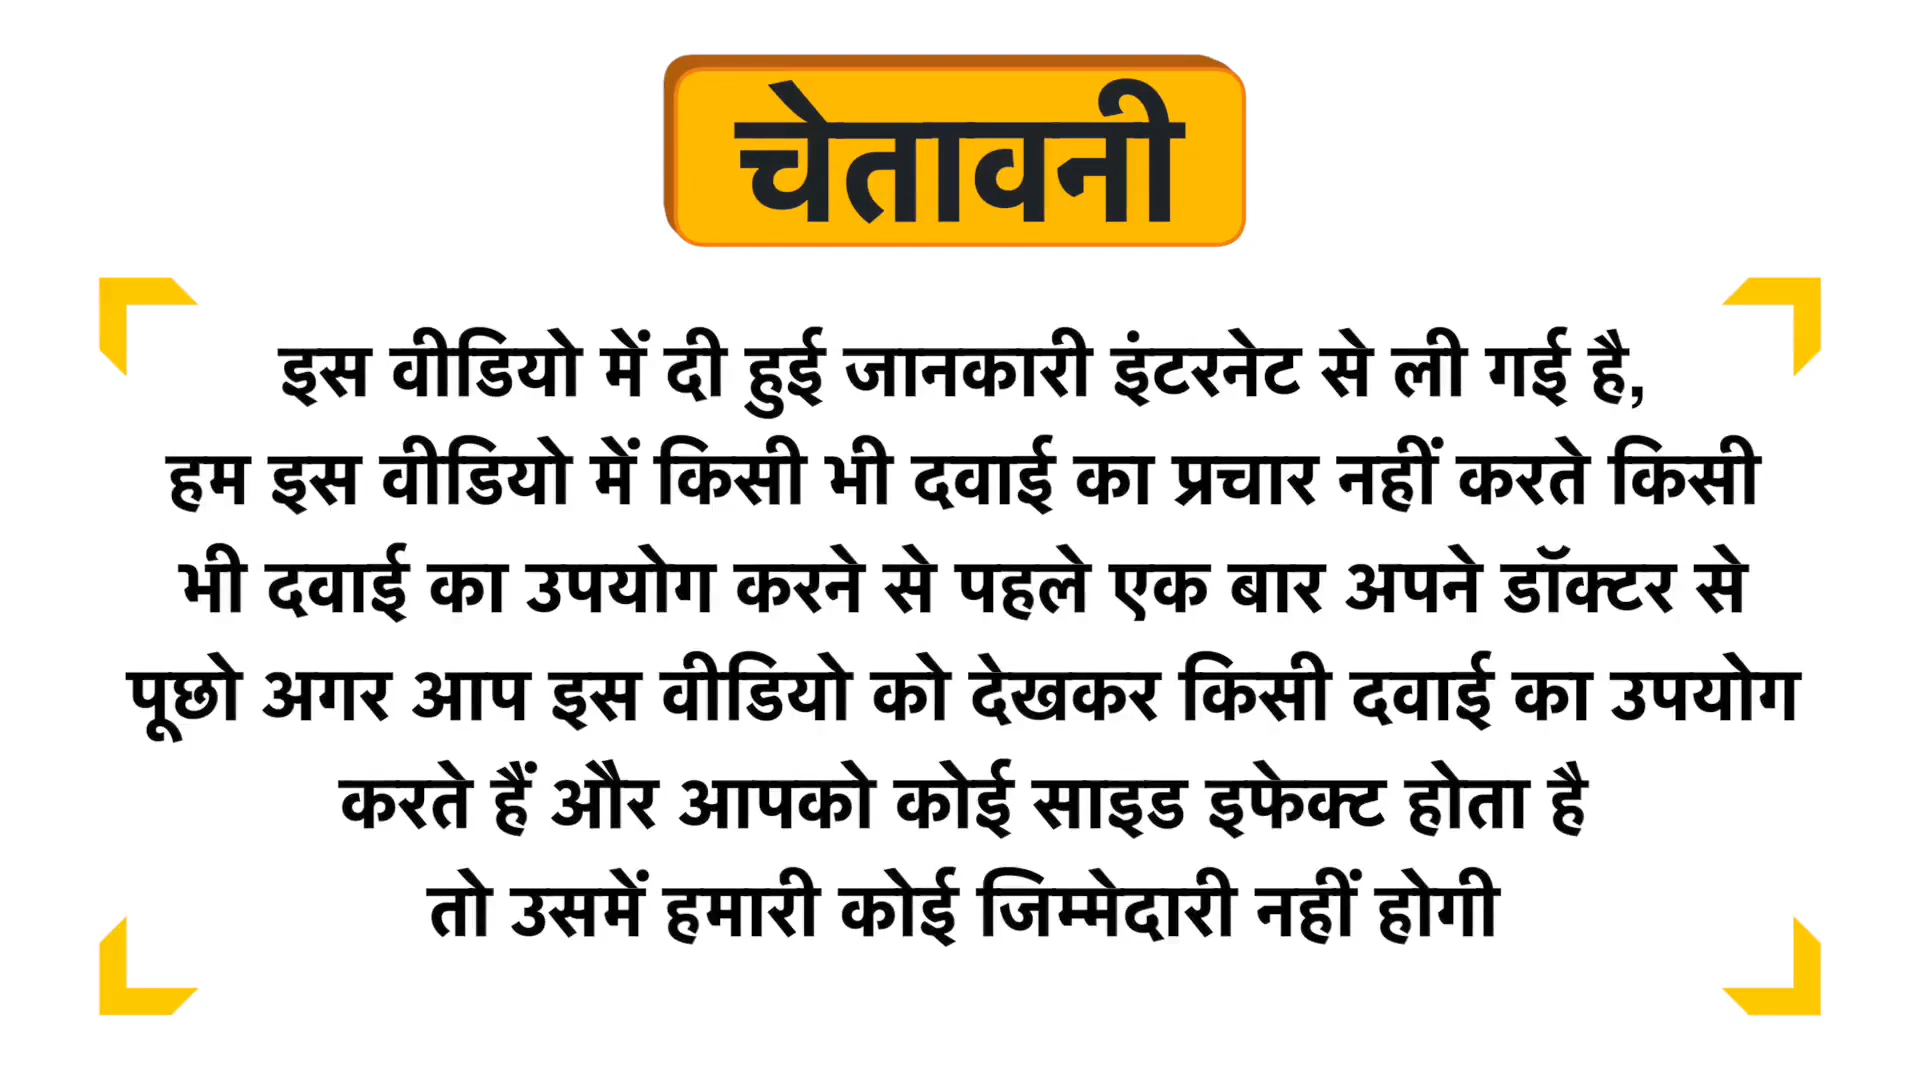 चेतावनी
इस वीडियो में दी हुई जानकारी इंटरनेट से ली गई है,
हम इस वीडियो में किसी भी दवाई का प्रचार नहीं करते किसी
भी दवाई का उपयोग करने से पहले एक बार अपने डॉक्टर से
पूछो अगर आप इस वीडियो को देखकर किसी दवाई का उपयोग
करते हैं और आपको कोई साइड इफेक्ट होता है
तो उसमें हमारी कोई जिम्मेदारी नहीं होगी